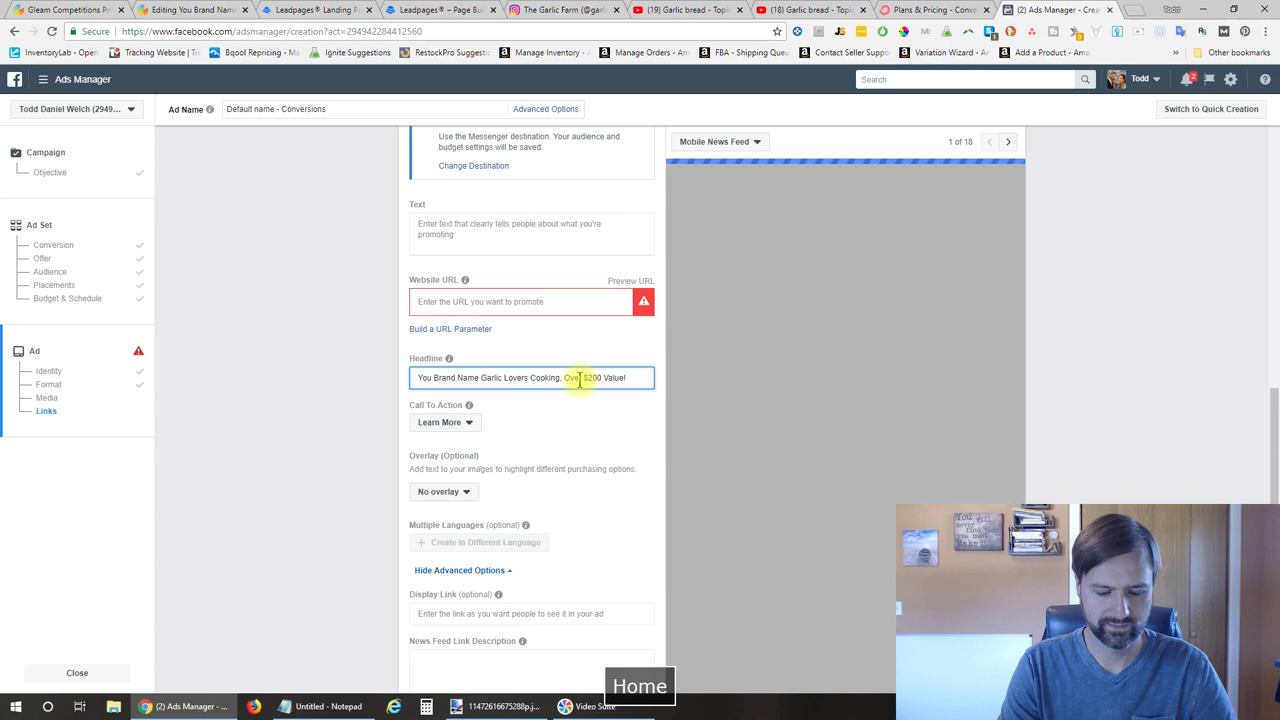 Gleam Competitions Pr
Editing You Brand Name
Leadpages® Landing Pa
Leadpages® – Page Bui
The Garlic Farm (@garli
(19) Garlic bread - Topi
(18) Garlic bread - Topi
Plans & Pricing - Conve
(2) Ads Manager - Crea
Todd
https://www.facebook.com/adsmanager/creation?act=294942284412560
InventoryLab - Invent
Tracking Website
Bqool Repricing - Ma
Ignite Suggestions
RestockPro Suggesti
Manage Inventory - A
Manage Orders - Ama
FBA - Shipping Queu
Contact Seller Suppor
Variation Wizard - Am
Add a Product - Ama
Other bookmarks
Ads Manager
Search
Todd
2
Todd Daniel Welch (2949...
Ad Name
Default name - Conversions
Advanced Options
Switch to Quick Creation
Campaign
Objective
Ad Set
Conversion
Offer
Audience
Placements
Budget & Schedule
Ad
Identity
Format
Media
Links
Close
Use the Messenger destination. Your audience and
budget settings will be saved.
Change Destination
Text
Enter text that clearly tells people about what you're
promoting
Website URL
Preview URL
Enter the URL you want to promote
Build a URL Parameter
Headline
You Brand Name Garlic Lovers Cooking, Over $200 Value!
Call To Action
Learn More
Overlay (Optional)
Add text to your images to highlight different purchasing options.
No overlay
Multiple Languages (optional)
+ Create in Different Language
Hide Advanced Options
Display Link (optional)
Enter the link as you want people to see it in your ad
News Feed Link Description
Mobile News Feed
1 of 18
Home
(2) Ads Manager - ...
Untitled - Notepad
11472616675288p.j...
Video Suite